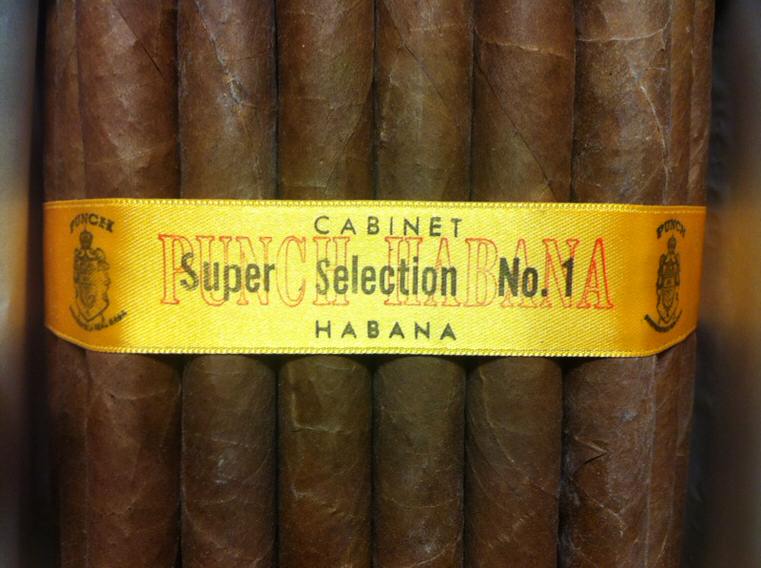 PUNCH
CABINET
PUNCH HABANA
Super Selection No. 1
HABANA
PUNCH